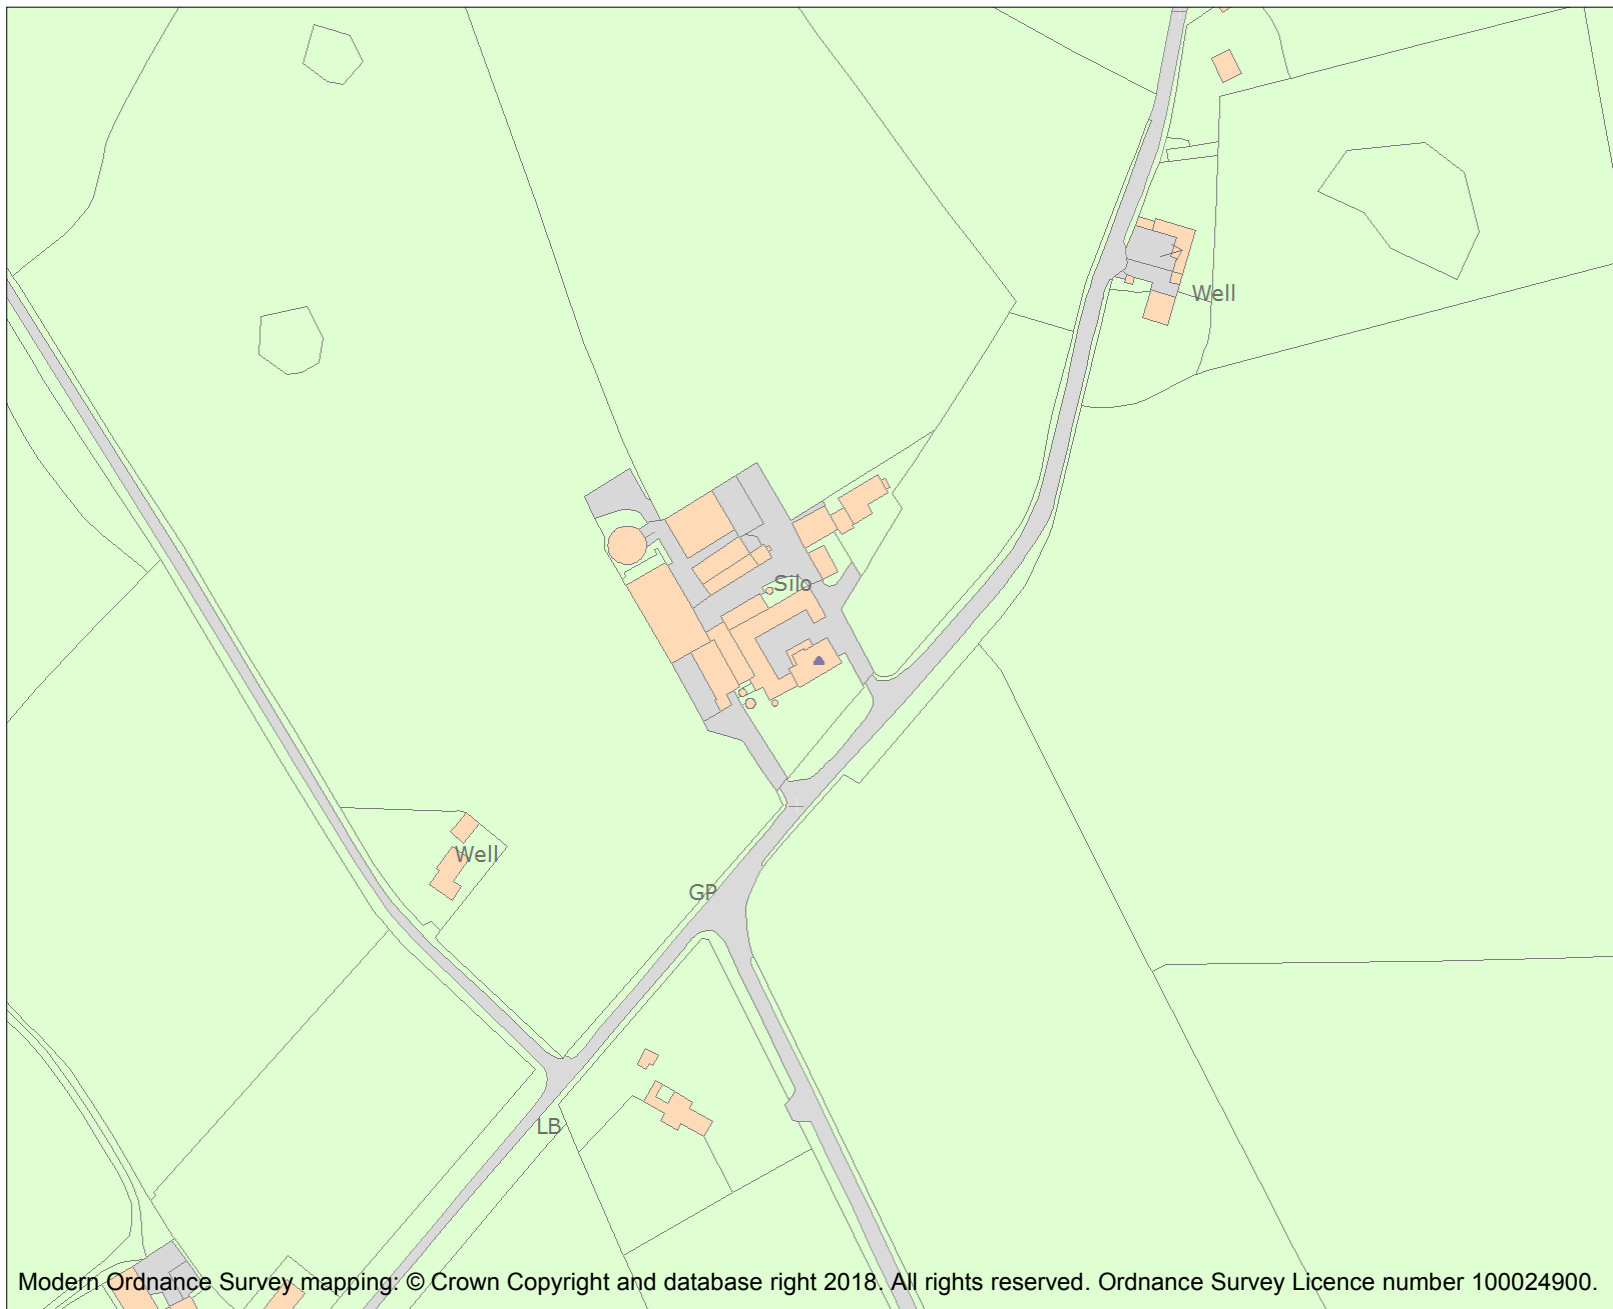 Well
Silo
Well
GP
LB
Modern Ordnance Survey mapping: © Crown Copyright and database right 2018. All rights reserved. Ordnance Survey Licence number 100024900.